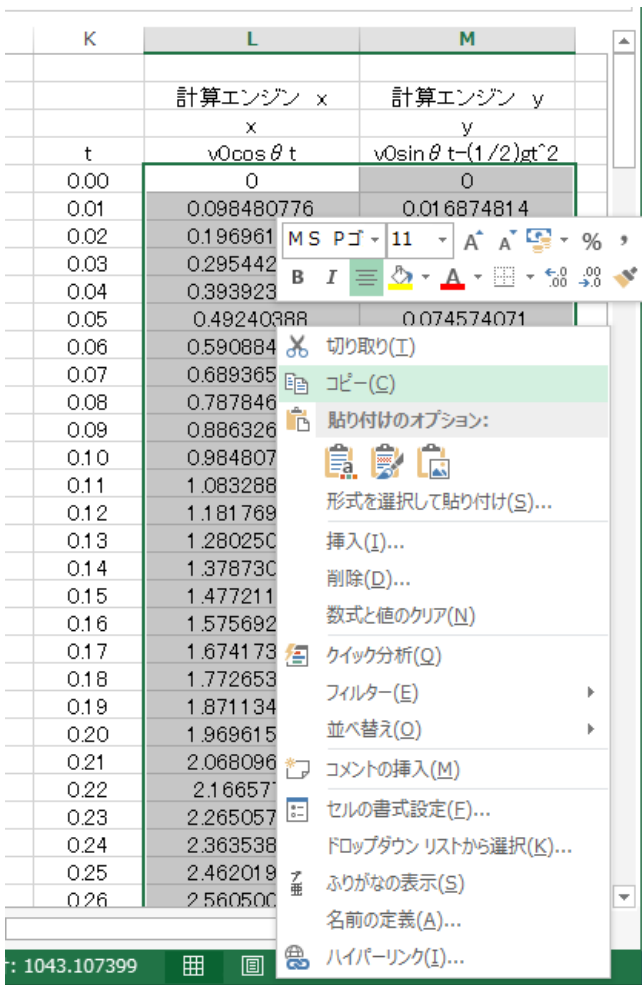 K L M
計算エンジン x 計算エンジン y
x y
t v0cosθt v0sinθt-(1/2)gt^2
0.00 0 0
0.01 0.098480776 0.016874814
0.02 0.196961
MS Pゴ 11 A A % ,
0.03 0.295442
B I A .00 .00
0.04 0.393923
0.05 0.49240388 0.074574071
0.06 0.590884
切り取り(T)
0.07 0.689365
コピー(C)
0.08 0.787846
貼り付けのオプション:
0.09 0.886326
0.10 0.984807
0.11 1.083288
形式を選択して貼り付け(S)...
0.12 1.181769
0.13 1.280250
挿入(I)...
0.14 1.378730
削除(D)...
0.15 1.477211
数式と値のクリア(N)
0.16 1.575692
0.17 1.674173
クイック分析(Q)
0.18 1.772653
フィルター(E)
0.19 1.871134
並べ替え(O)
0.20 1.969615
0.21 2.068096
コメントの挿入(M)
0.22 2.16657
0.23 2.265057
セルの書式設定(F)...
0.24 2.363538
ドロップダウン リストから選択(K)...
0.25 2.462019
ふりがなの表示(S)
0.26 2.560500
名前の定義(A)...
: 1043.107399
ハイパーリンク(I)...